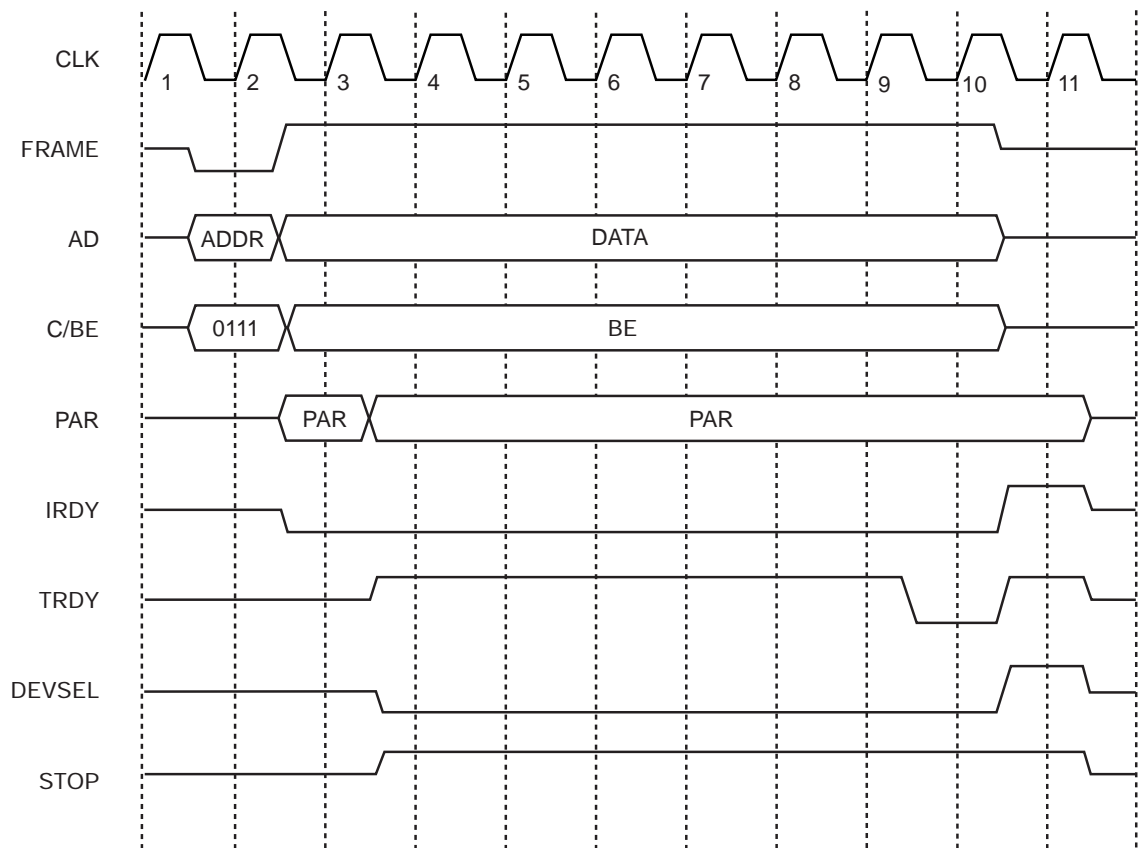 CLK
1 2 3 4 5 6 7 8 9 10 11
FRAME
AD ADDR DATA
C/BE 0111 BE
PAR PAR PAR
IRDY
TRDY
DEVSEL
STOP